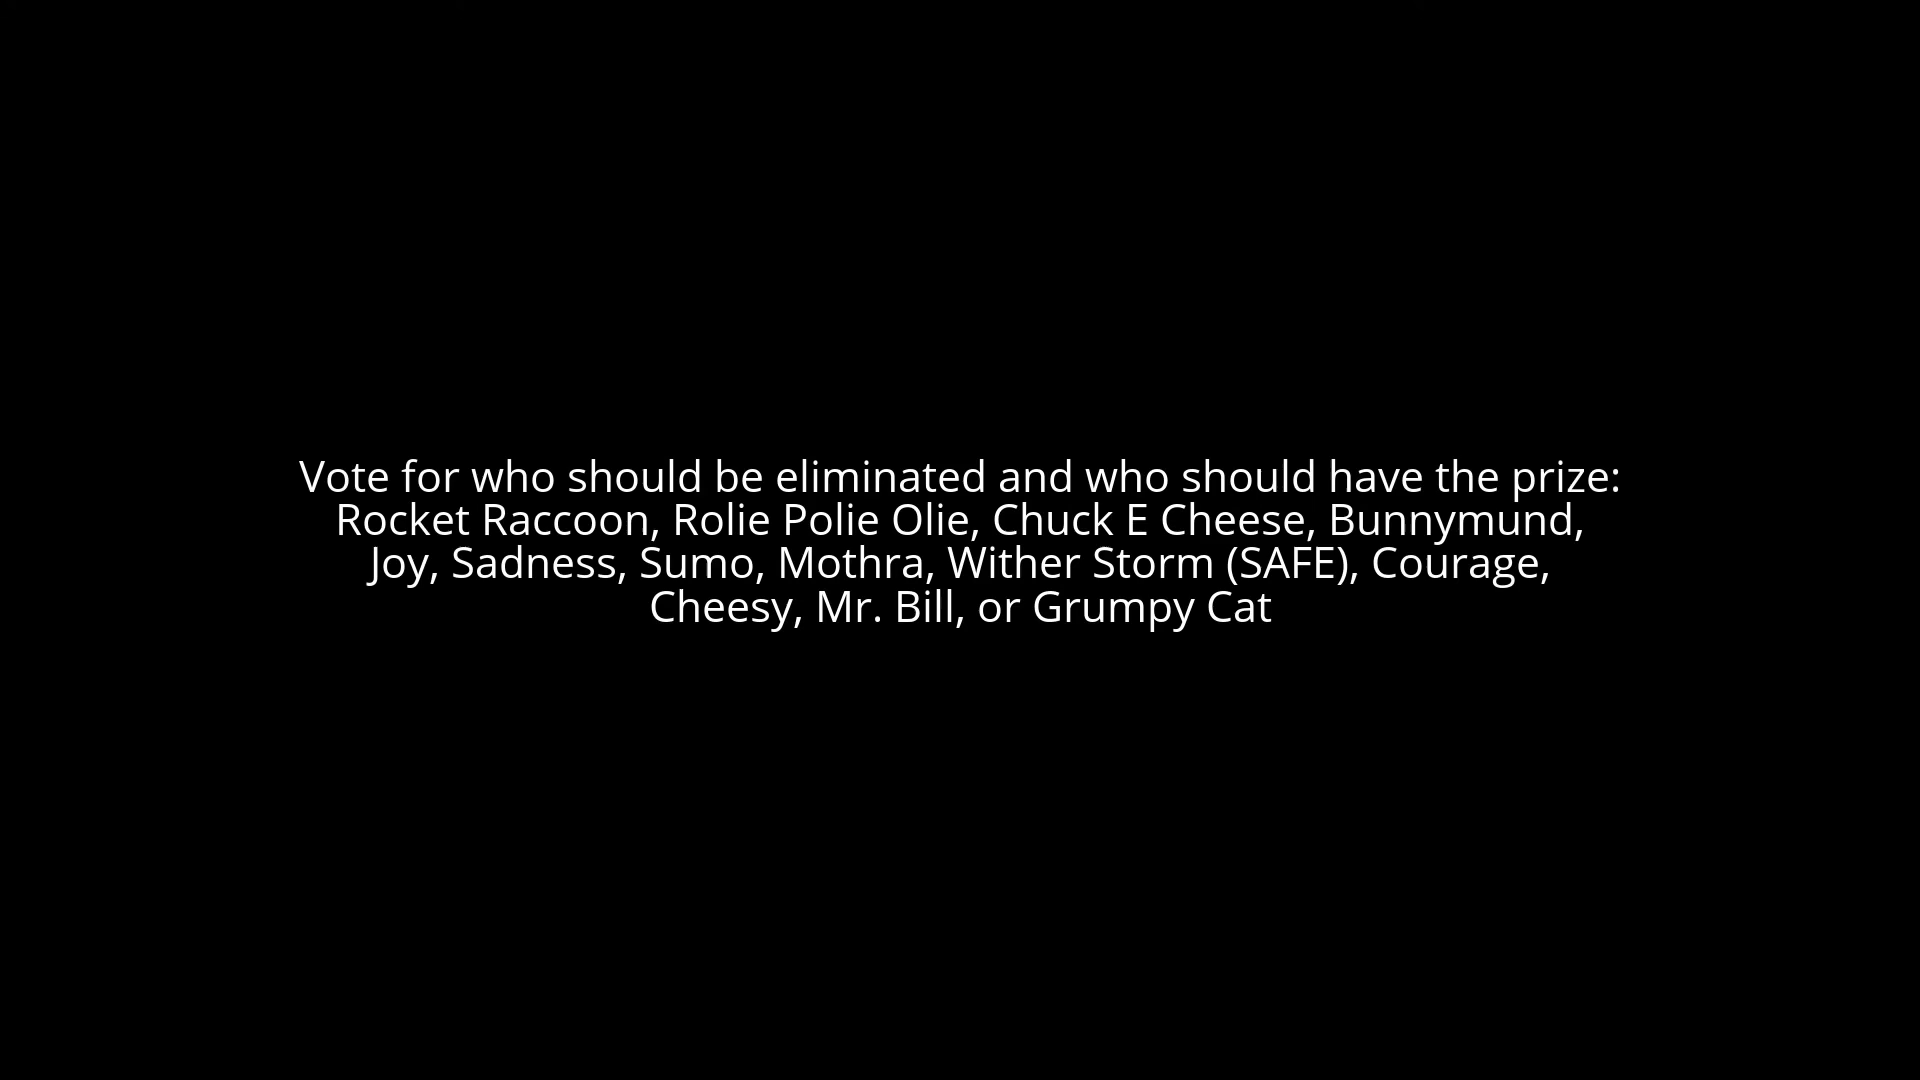 Vote for who should be eliminated and who should have the prize:
Rocket Raccoon, Rolie Polie Olie, Chuck E Cheese, Bunnymund,
Joy, Sadness, Sumo, Mothra, Wither Storm (SAFE), Courage,
Cheesy, Mr. Bill, or Grumpy Cat